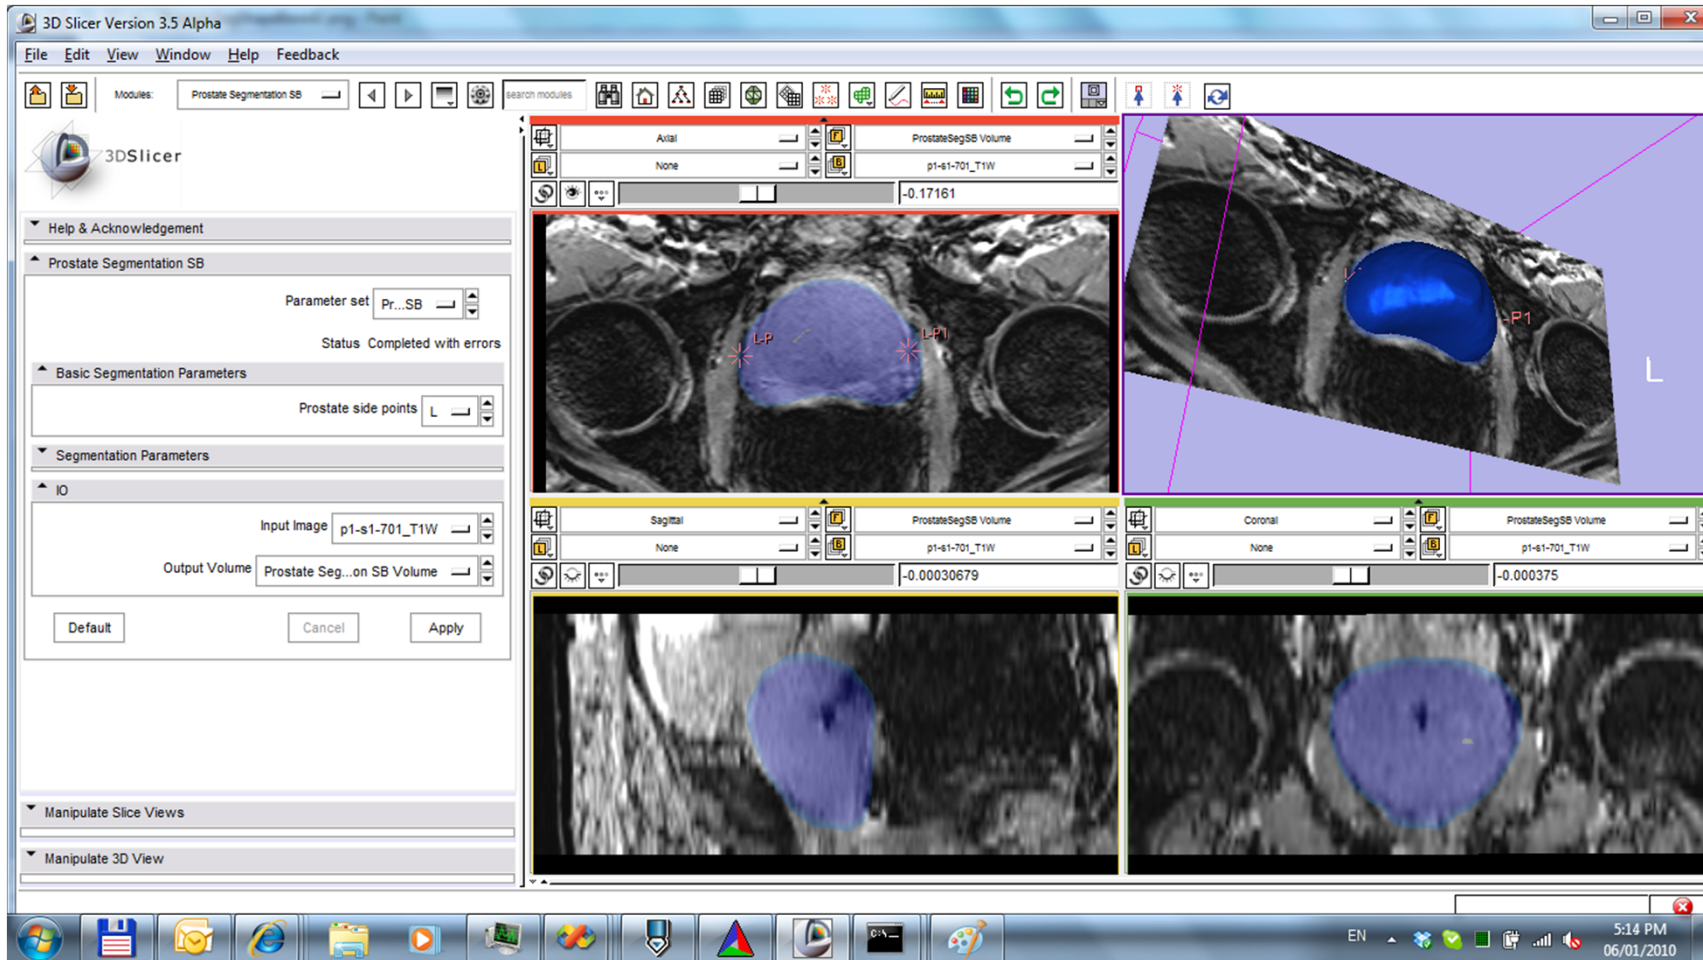 3D Slicer Version 3.5 Alpha
File Edit View Window Help Feedback
Modules: Prostate Segmentation SB search modules
3DSlicer
Help & Acknowledgement
Prostate Segmentation SB
Parameter set Pr...SB
Status Completed with errors
Basic Segmentation Parameters
Prostate side points L
Segmentation Parameters
IO
Input Image p1-s1-701_T1W
Output Volume Prostate Seg...on SB Volume
Default Cancel Apply
Manipulate Slice Views
Manipulate 3D View
Axial ProstateSegSB Volume
None p1-s1-701_T1W
-0.17161
L-P L-P1
-P1
L
Sagittal ProstateSegSB Volume
None p1-s1-701_T1W
-0.00030679
Coronal ProstateSegSB Volume
None p1-s1-701_T1W
-0.000375
EN 5:14 PM
06/01/2010